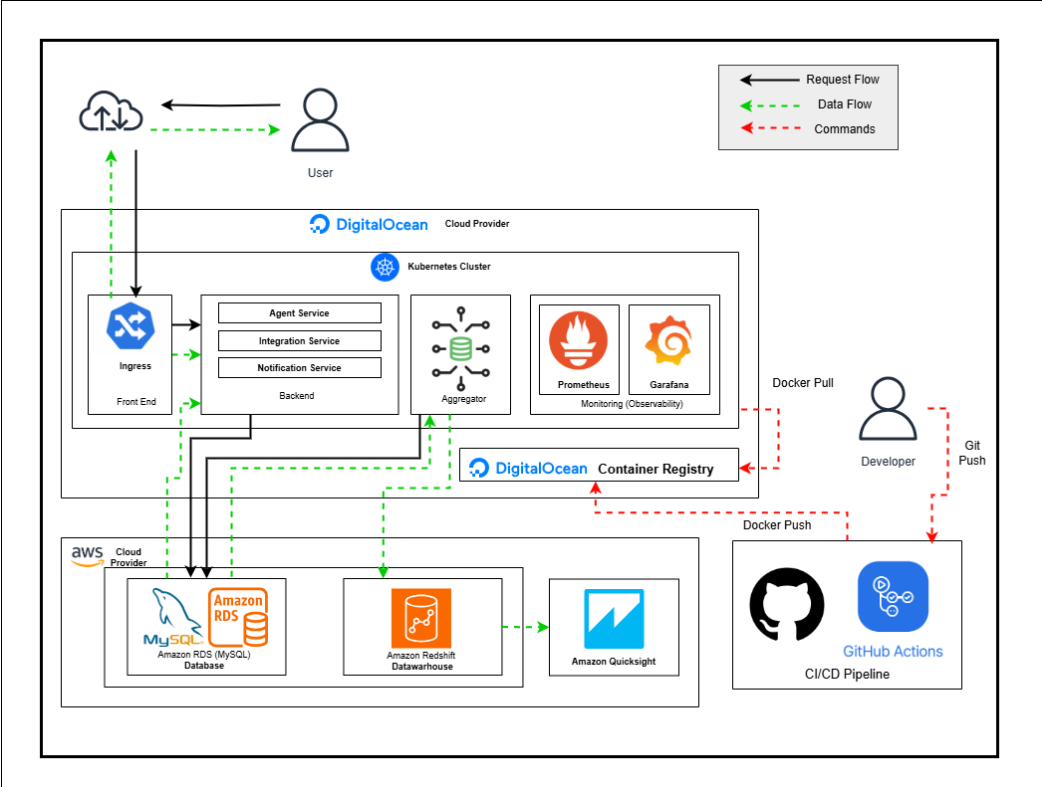 Request Flow
Data Flow
Commands
User
DigitalOcean Cloud Provider
Kubernetes Cluster
Ingress
Front End
Agent Service
Integration Service
Notification Service
Backend
Aggregator
Prometheus
Garafana
Monitoring (Observability)
Docker Pull
Developer
Git
Push
DigitalOcean Container Registry
Docker Push
aws
Cloud
Provider
MySQL
Amazon
RDS
Amazon RDS (MySQL)
Database
Amazon Redshift
Datawarhouse
Amazon Quicksight
GitHub Actions
CI/CD Pipeline